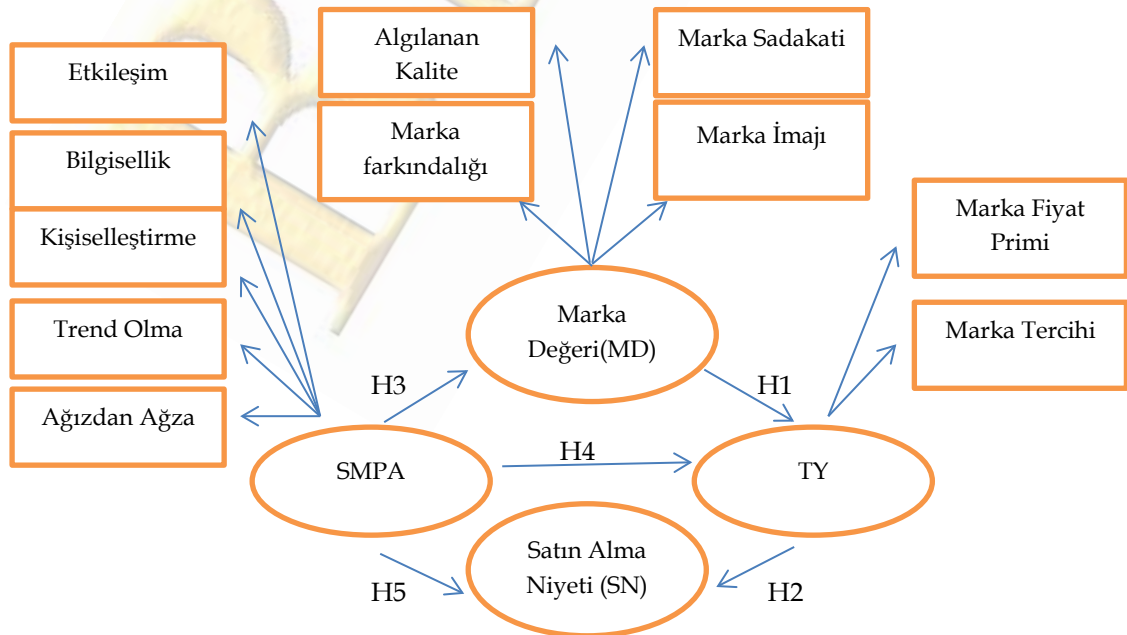 Etkileşim
Bilgisellik
Kişiselleştirme
Trend Olma
Ağızdan Ağza
Algılanan
Kalite
Marka
farkındalığı
Marka Sadakati
Marka İmajı
Marka Fiyat
Primi
Marka Tercihi
Marka
Değeri(MD)
H3
H1
SMPA
H4
TY
Satın Alma
Niyeti (SN)
H5
H2